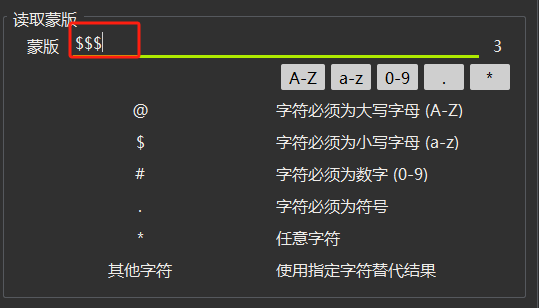 读取蒙版
蒙版 $$$ 3
A-Z a-z 0-9 . *
@ 字符必须为大写字母 (A-Z)
$ 字符必须为小写字母 (a-z)
# 字符必须为数字 (0-9)
. 字符必须为符号
* 任意字符
其他字符 使用指定字符替代结果